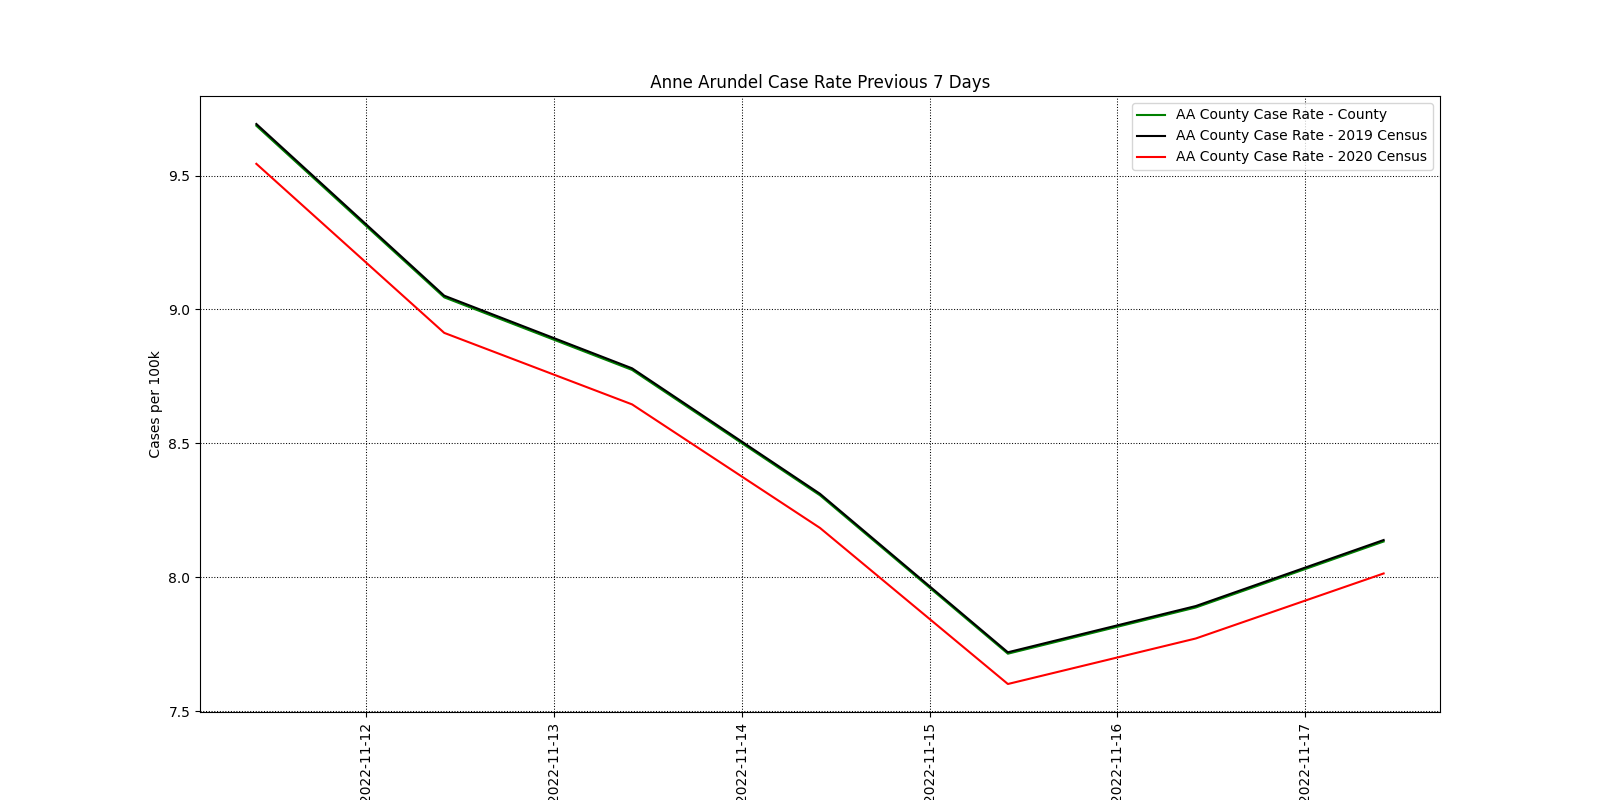 Anne Arundel Case Rate Previous 7 Days
AA County Case Rate - County
AA County Case Rate - 2019 Census
AA County Case Rate - 2020 Census
Cases per 100k
9.5
9.0
8.5
8.0
7.5
2022-11-12
2022-11-13
2022-11-14
2022-11-15
2022-11-16
2022-11-17